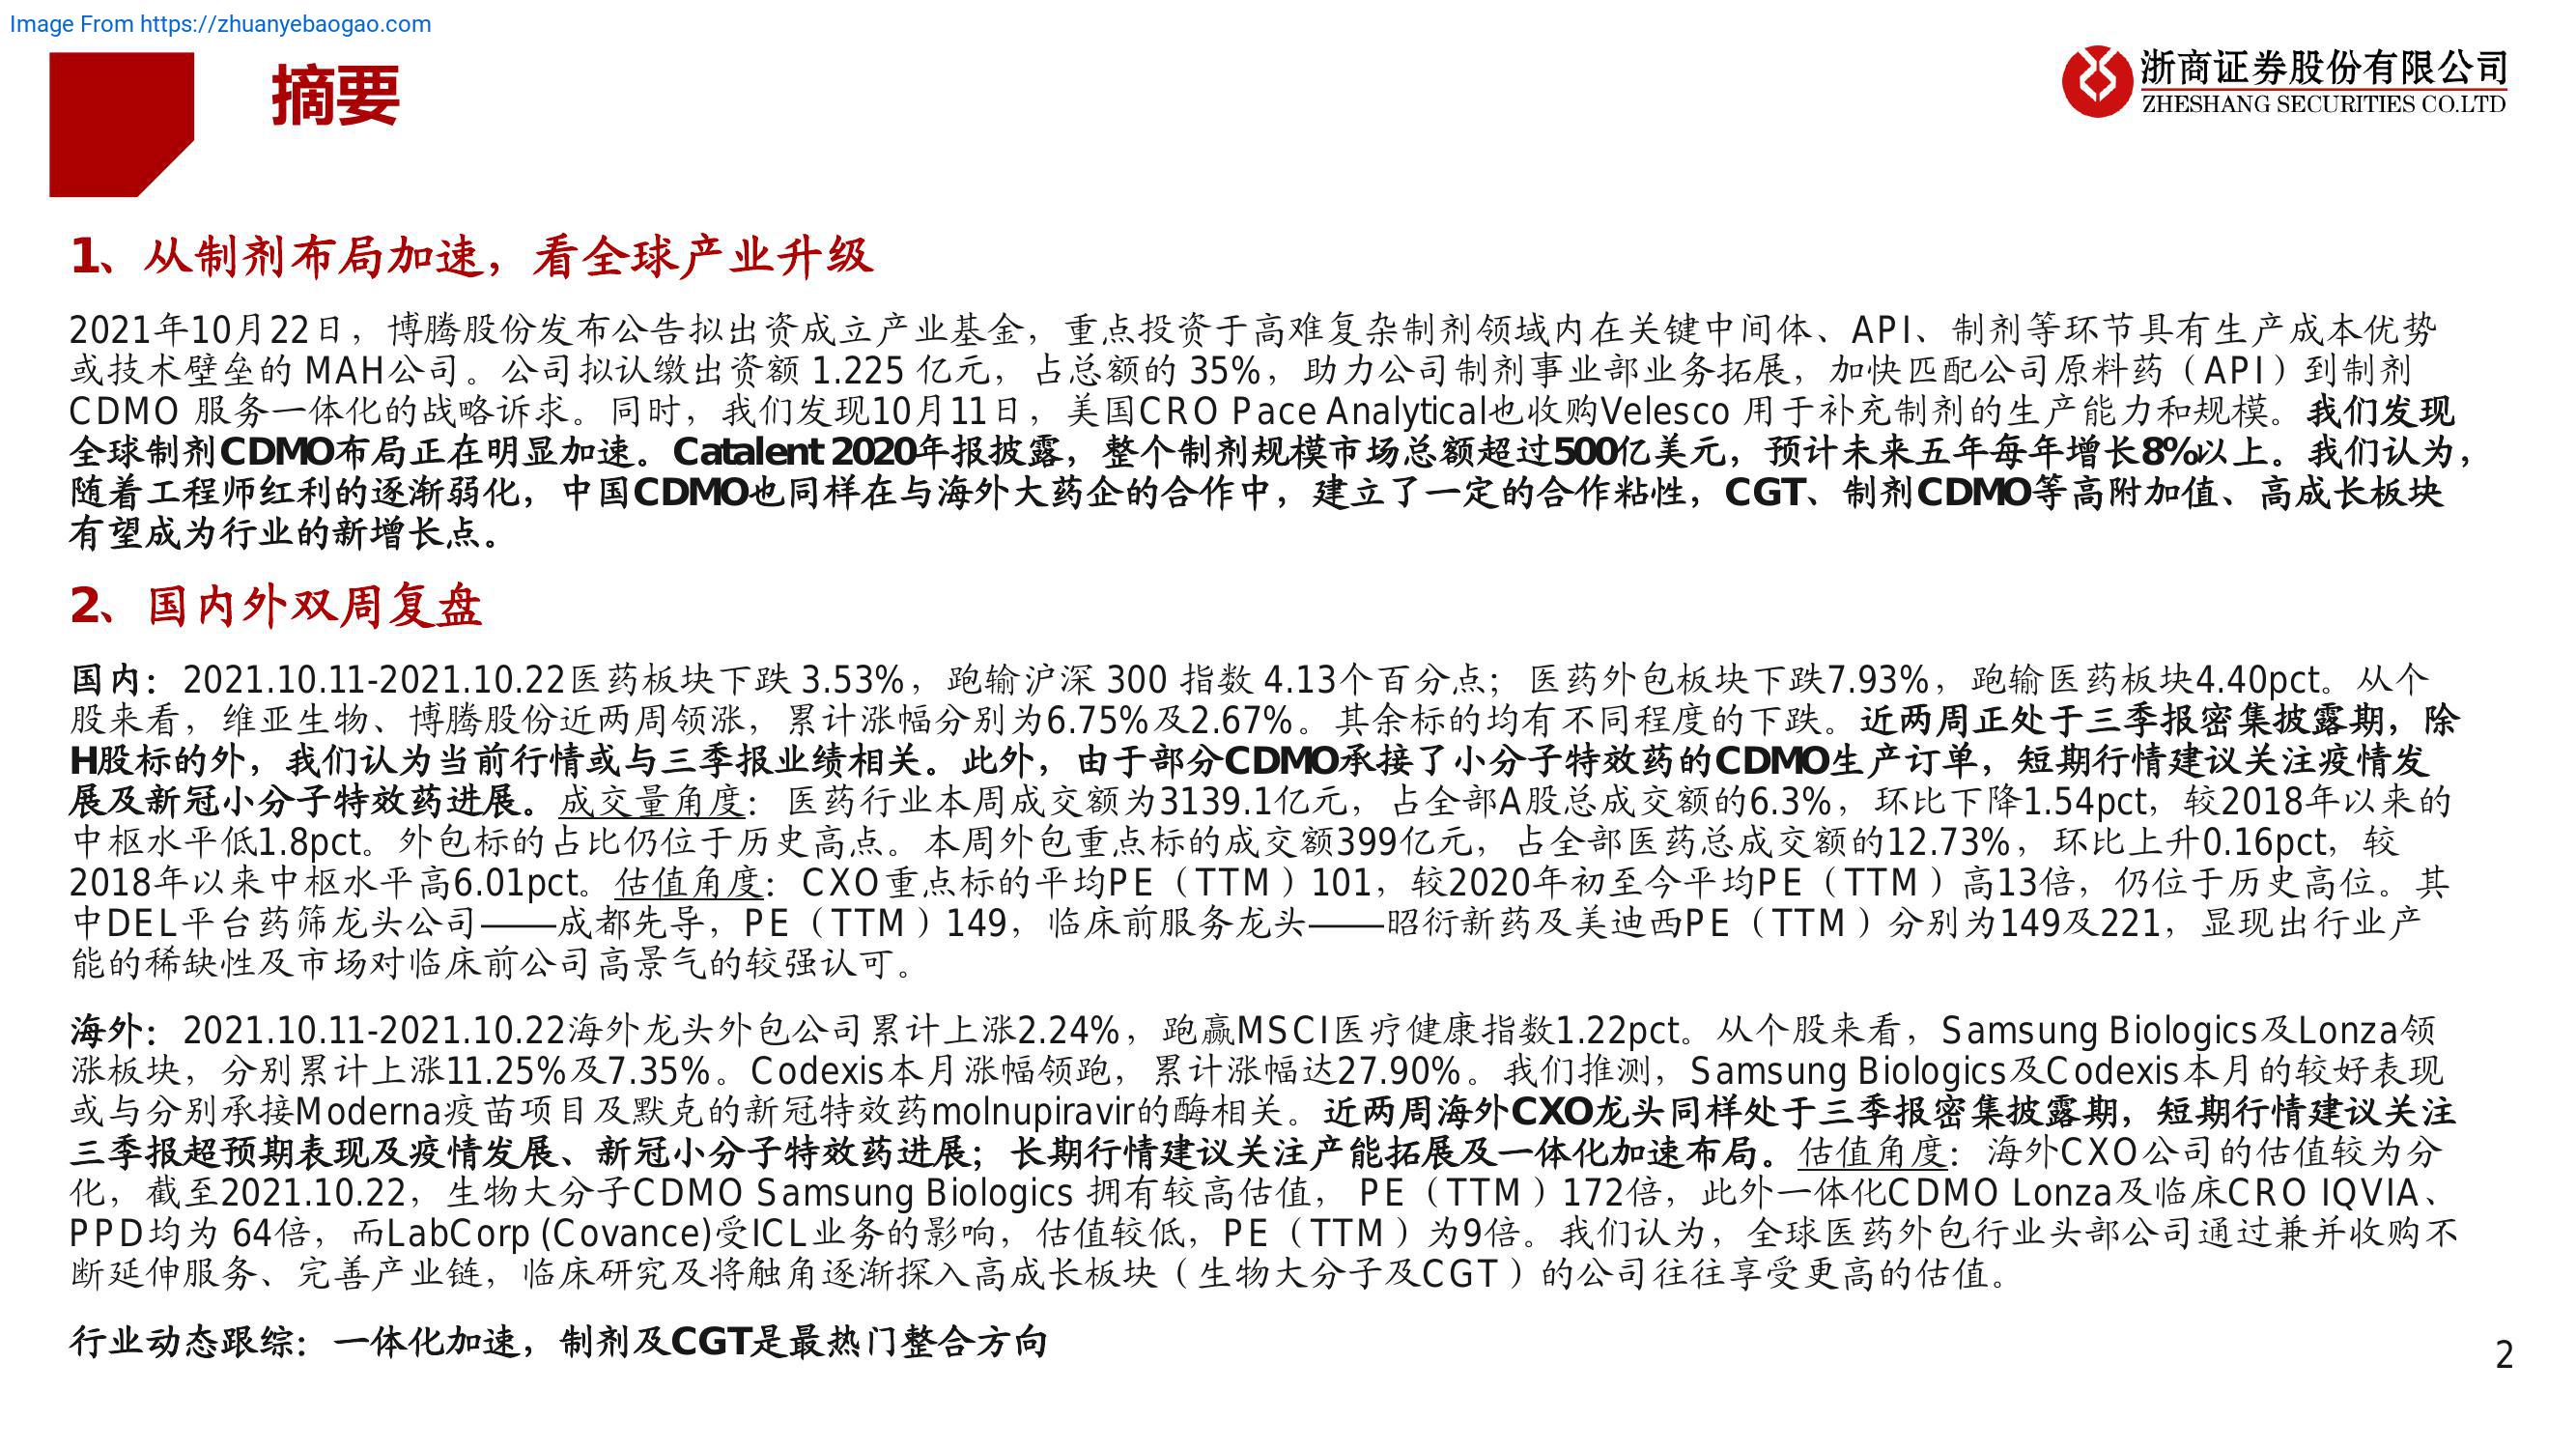 Image From https://zhuanyebaogao.com
摘要
浙商证券股份有限公司
ZHESHANG SECURITIES CO.LTD
1、从制剂布局加速，看全球产业升级
2021年10月22日，博腾股份发布公告拟出资成立产业基金，重点投资于高难复杂制剂领域内在关键中间体、API、制剂等环节具有生产成本优势
或技术壁垒的 MAH公司。公司拟认缴出资额 1.225 亿元，占总额的 35%，助力公司制剂事业部业务拓展，加快匹配公司原料药（API）到制剂
CDMO 服务一体化的战略诉求。同时，我们发现10月11日，美国CRO Pace Analytical也收购Velesco 用于补充制剂的生产能力和规模。我们发现
全球制剂CDMO布局正在明显加速。Catalent 2020年报披露，整个制剂规模市场总额超过500亿美元，预计未来五年每年增长8%以上。我们认为，
随着工程师红利的逐渐弱化，中国CDMO也同样在与海外大药企的合作中，建立了一定的合作粘性，CGT、制剂CDMO等高附加值、高成长板块
有望成为行业的新增长点。
2、国内外双周复盘
国内：2021.10.11-2021.10.22医药板块下跌 3.53%，跑输沪深 300 指数 4.13个百分点；医药外包板块下跌7.93%，跑输医药板块4.40pct。从个
股来看，维亚生物、博腾股份近两周领涨，累计涨幅分别为6.75%及2.67%。其余标的均有不同程度的下跌。近两周正处于三季报密集披露期，除
H股标的外，我们认为当前行情或与三季报业绩相关。此外，由于部分CDMO承接了小分子特效药的CDMO生产订单，短期行情建议关注疫情发
展及新冠小分子特效药进展。成交量角度：医药行业本周成交额为3139.1亿元，占全部A股总成交额的6.3%，环比下降1.54pct，较2018年以来的
中枢水平低1.8pct。外包标的占比仍位于历史高点。本周外包重点标的成交额399亿元，占全部医药总成交额的12.73%，环比上升0.16pct，较
2018年以来中枢水平高6.01pct。估值角度：CXO重点标的平均PE（TTM）101，较2020年初至今平均PE（TTM）高13倍，仍位于历史高位。其
中DEL平台药筛龙头公司——成都先导，PE（TTM）149，临床前服务龙头——昭衍新药及美迪西PE（TTM）分别为149及221，显现出行业产
能的稀缺性及市场对临床前公司高景气的较强认可。
海外：2021.10.11-2021.10.22海外龙头外包公司累计上涨2.24%，跑赢MSCI医疗健康指数1.22pct。从个股来看，Samsung Biologics及Lonza领
涨板块，分别累计上涨11.25%及7.35%。Codexis本月涨幅领跑，累计涨幅达27.90%。我们推测，Samsung Biologics及Codexis本月的较好表现
或与分别承接Moderna疫苗项目及默克的新冠特效药molnupiravir的酶相关。近两周海外CXO龙头同样处于三季报密集披露期，短期行情建议关注
三季报超预期表现及疫情发展、新冠小分子特效药进展；长期行情建议关注产能拓展及一体化加速布局。估值角度：海外CXO公司的估值较为分
化，截至2021.10.22，生物大分子CDMO Samsung Biologics 拥有较高估值， PE（TTM）172倍，此外一体化CDMO Lonza及临床CRO IQVIA、
PPD均为 64倍，而LabCorp (Covance)受ICL业务的影响，估值较低，PE（TTM）为9倍。我们认为，全球医药外包行业头部公司通过兼并收购不
断延伸服务、完善产业链，临床研究及将触角逐渐探入高成长板块（生物大分子及CGT）的公司往往享受更高的估值。
行业动态跟综：一体化加速，制剂及CGT是最热门整合方向
2